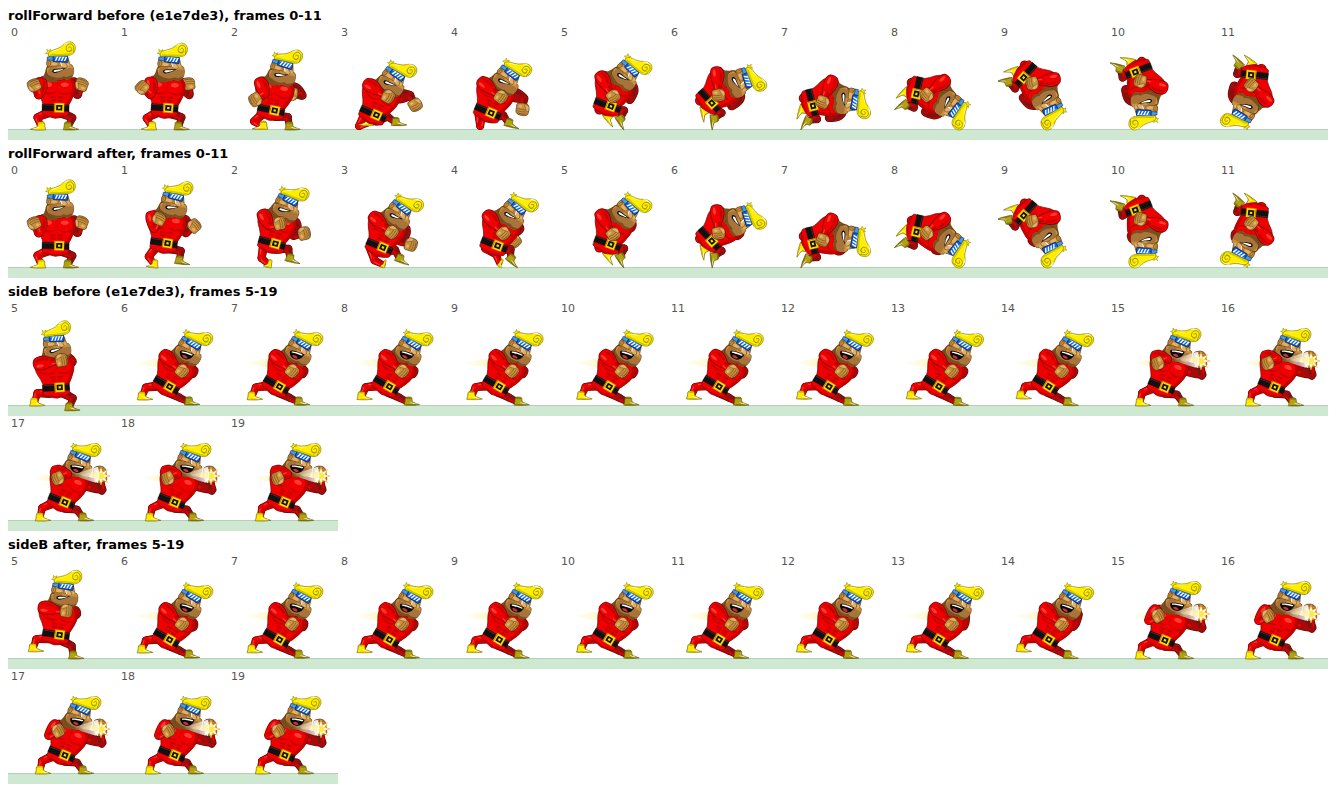 rollForward before (e1e7de3), frames 0-11
0 1 2 3 4 5 6 7 8 9 10 11
rollForward after, frames 0-11
0 1 2 3 4 5 6 7 8 9 10 11
sideB before (e1e7de3), frames 5-19
5 6 7 8 9 10 11 12 13 14 15 16
17 18 19
sideB after, frames 5-19
5 6 7 8 9 10 11 12 13 14 15 16
17 18 19